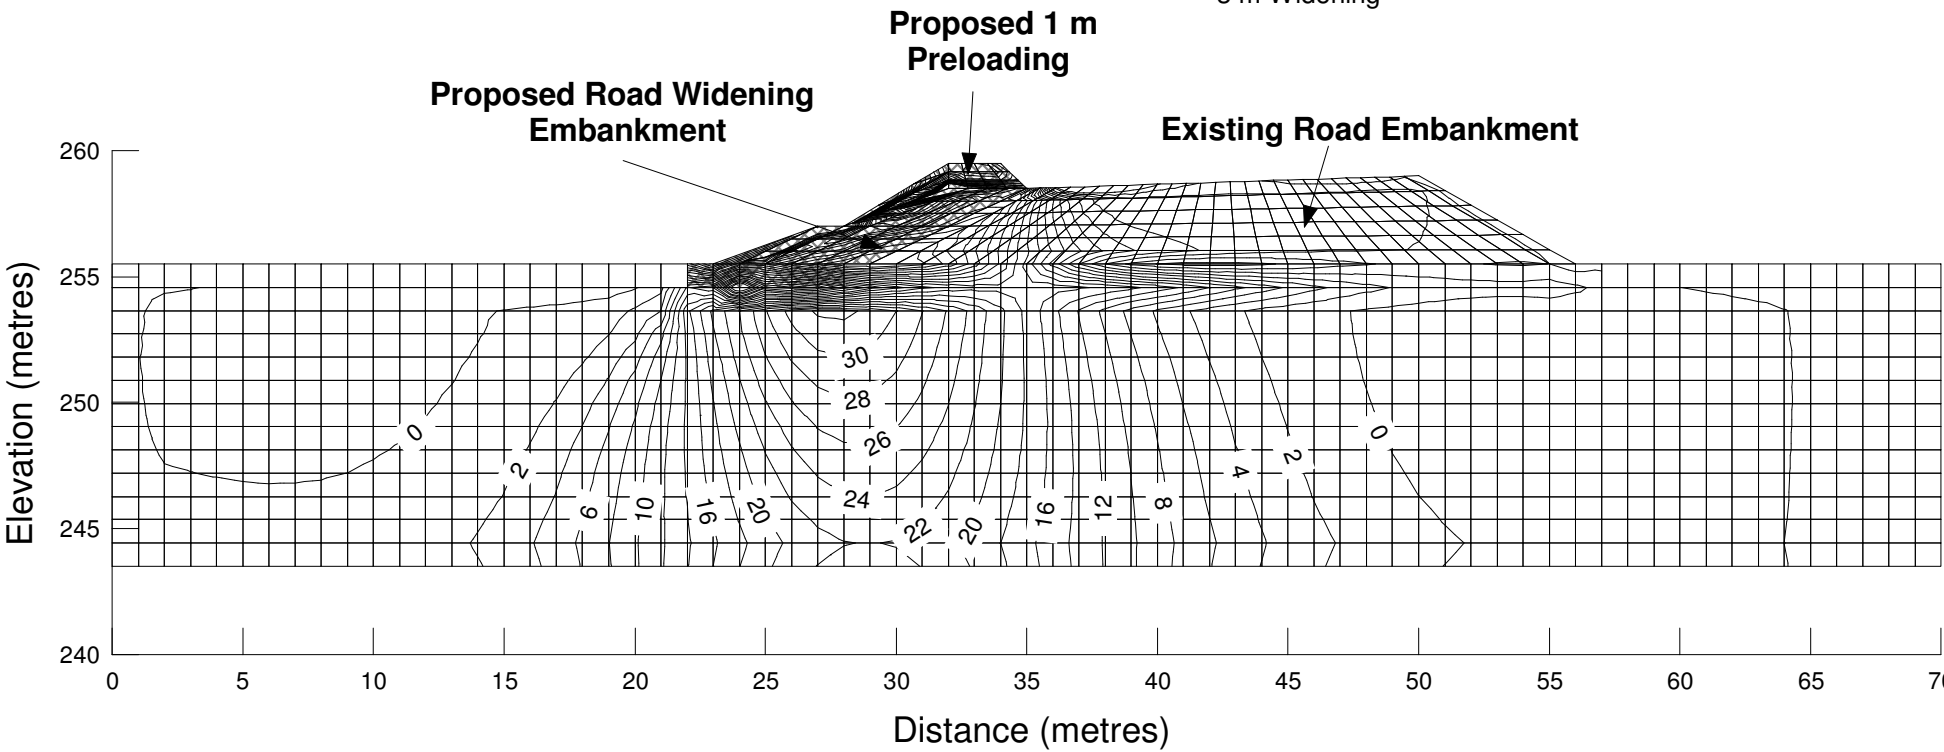 Proposed 1 m
Preloading
Proposed Road Widening
Embankment
Existing Road Embankment
260
255
250
245
240
Elevation (metres)
30
28
26
24
22
20
0
2
6
10
16
20
16
12
8
4
2
0
0 5 10 15 20 25 30 35 40 45 50 55 60 65
Distance (metres)